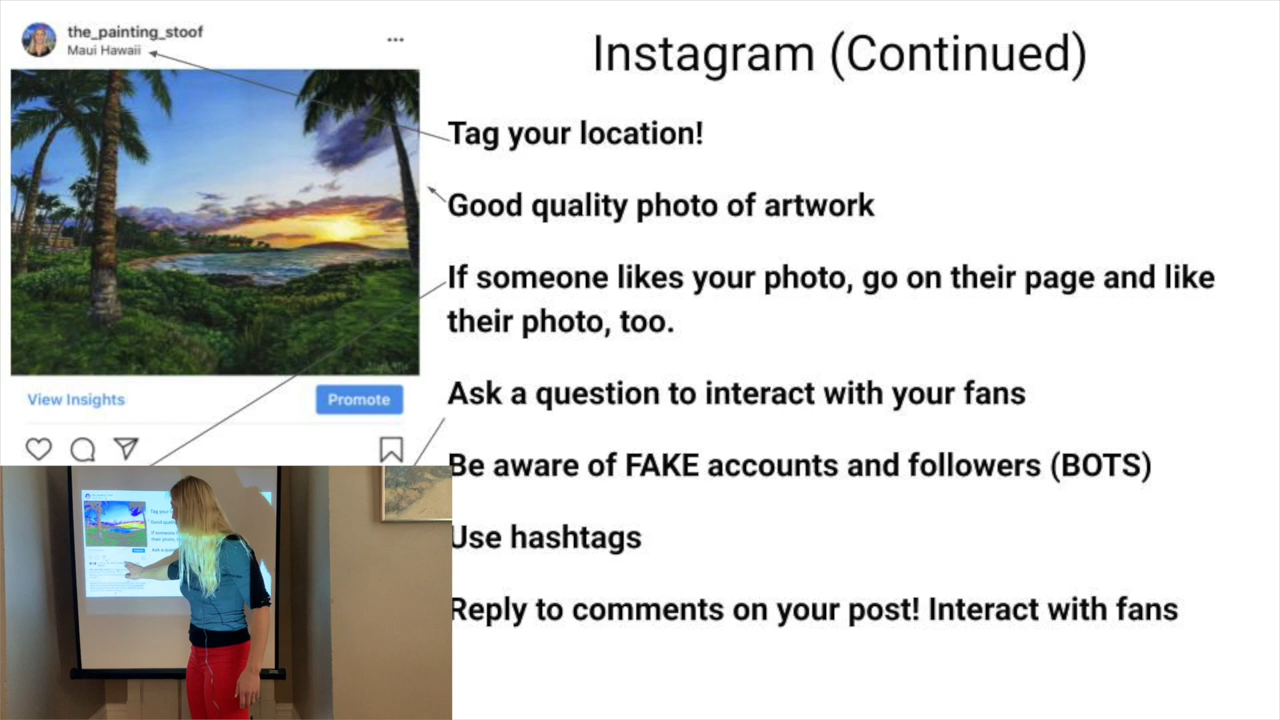 the_painting_stoof
Maui Hawaii
Instagram (Continued)
Tag your location!
Good quality photo of artwork
If someone likes your photo, go on their page and like
their photo, too.
View Insights
Promote
Ask a question to interact with your fans
Be aware of FAKE accounts and followers (BOTS)
Use hashtags
Reply to comments on your post! Interact with fans